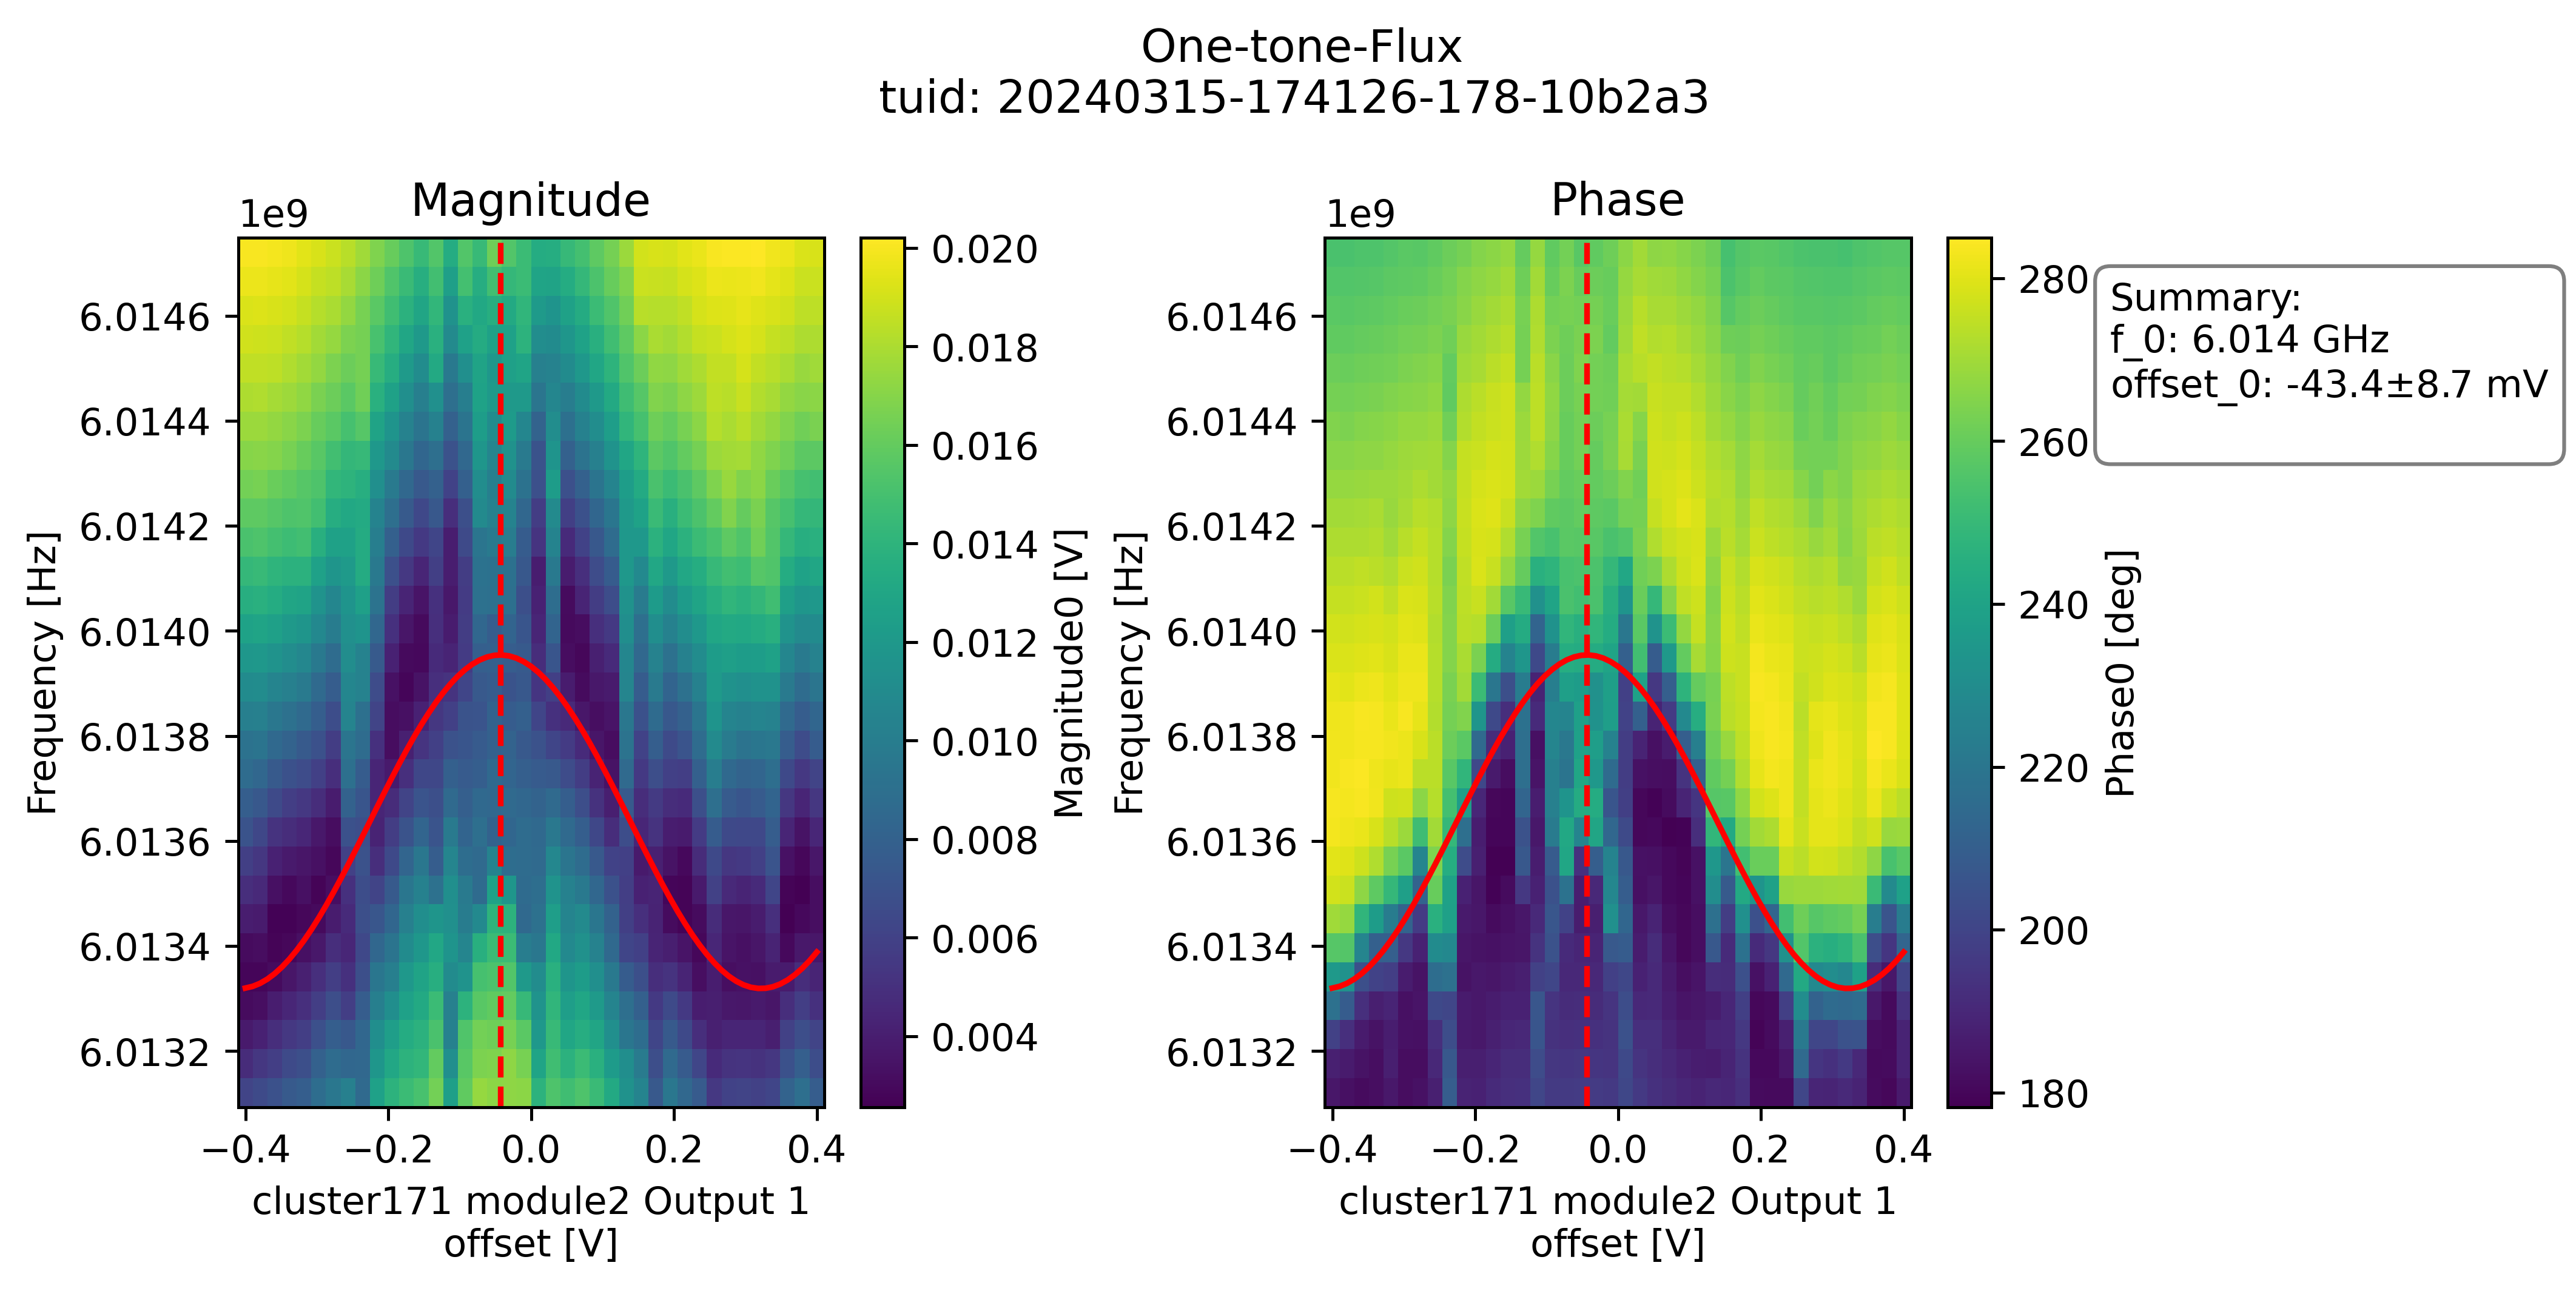 One-tone-Flux
tuid: 20240315-174126-178-10b2a3
Magnitude
1e9
6.0146
6.0144
6.0142
6.0140
6.0138
6.0136
6.0134
6.0132
Frequency [Hz]
−0.4
−0.2
0.0
0.2
0.4
cluster171 module2 Output 1
offset [V]
0.020
0.018
0.016
0.014
0.012
0.010
0.008
0.006
0.004
Magnitude0 [V]
Phase
1e9
6.0146
6.0144
6.0142
6.0140
6.0138
6.0136
6.0134
6.0132
Frequency [Hz]
−0.4
−0.2
0.0
0.2
0.4
cluster171 module2 Output 1
offset [V]
280
260
240
220
200
180
Phase0 [deg]
Summary:
f_0: 6.014 GHz
offset_0: -43.4±8.7 mV